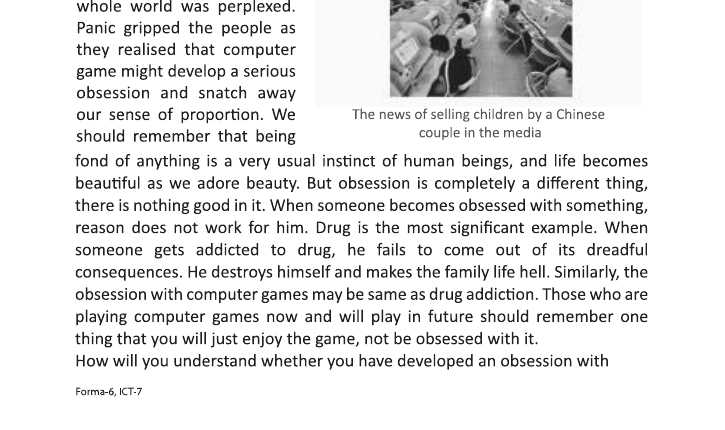 whole world was perplexed.
Panic gripped the people as
they realised that computer
game might develop a serious
obsession and snatch away
our sense of proportion. We
should remember that being
The news of selling children by a Chinese
couple in the media
fond of anything is a very usual instinct of human beings, and life becomes
beautiful as we adore beauty. But obsession is completely a different thing,
there is nothing good in it. When someone becomes obsessed with something,
reason does not work for him. Drug is the most significant example. When
someone gets addicted to drug, he fails to come out of its dreadful
consequences. He destroys himself and makes the family life hell. Similarly, the
obsession with computer games may be same as drug addiction. Those who are
playing computer games now and will play in future should remember one
thing that you will just enjoy the game, not be obsessed with it.
How will you understand whether you have developed an obsession with
Forma-6, ICT-7